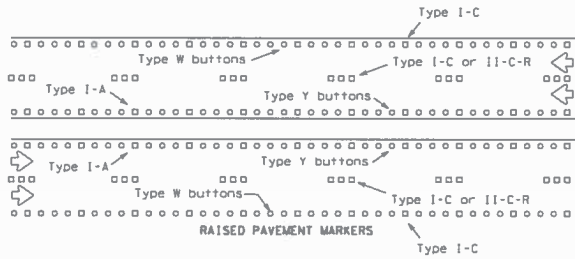 Type I-C
Type W buttons
Type I-C or II-C-R
Type I-A
Type Y buttons
Type I-A
Type Y buttons
Type W buttons
Type I-C or II-C-R
RAISED PAVEMENT MARKERS
Type I-C